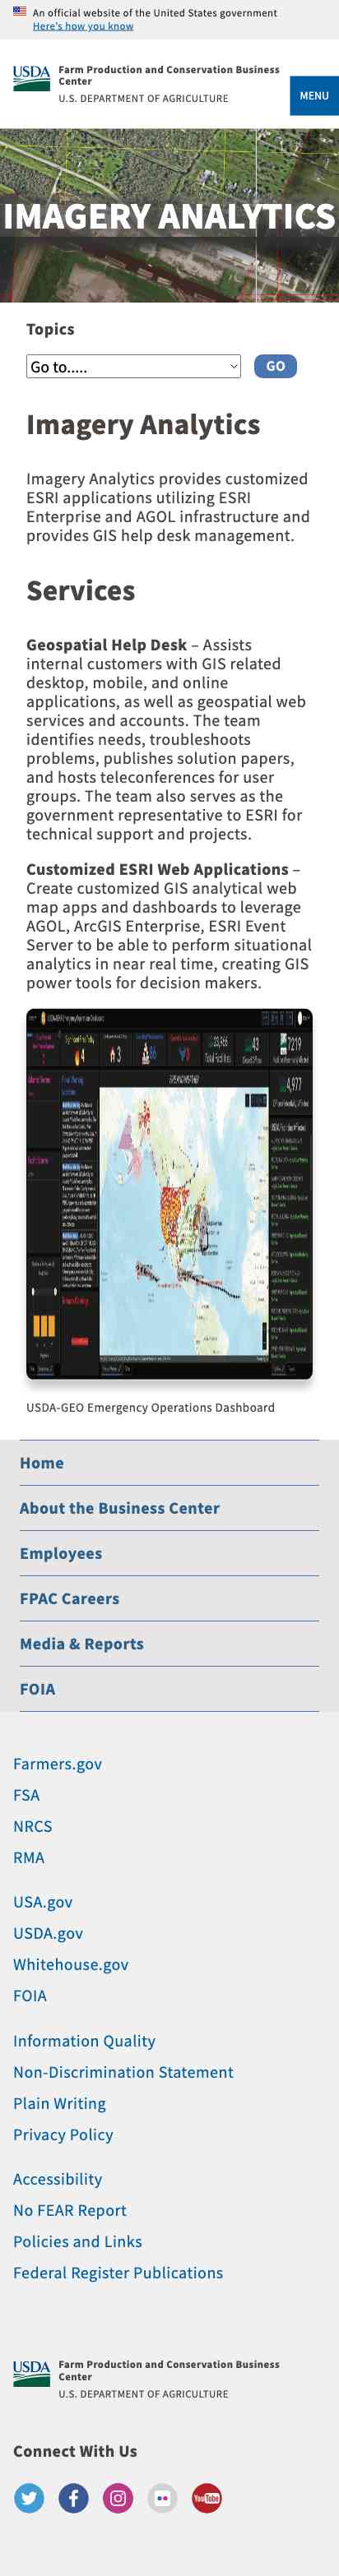 An official website of the United States government
Here's how you know
USDA
Farm Production and Conservation Business
Center
U.S. DEPARTMENT OF AGRICULTURE
MENU
IMAGERY ANALYTICS
Topics
Go to.....
GO
Imagery Analytics
Imagery Analytics provides customized
ESRI applications utilizing ESRI
Enterprise and AGOL infrastructure and
provides GIS help desk management.
Services
Geospatial Help Desk – Assists
internal customers with GIS related
desktop, mobile, and online
applications, as well as geospatial web
services and accounts. The team
identifies needs, troubleshoots
problems, publishes solution papers,
and hosts teleconferences for user
groups. The team also serves as the
government representative to ESRI for
technical support and projects.
Customized ESRI Web Applications –
Create customized GIS analytical web
map apps and dashboards to leverage
AGOL, ArcGIS Enterprise, ESRI Event
Server to be able to perform situational
analytics in near real time, creating GIS
power tools for decision makers.
USDA-GEO Emergency Operations Dashboard
Home
About the Business Center
Employees
FPAC Careers
Media & Reports
FOIA
Farmers.gov
FSA
NRCS
RMA
USA.gov
USDA.gov
Whitehouse.gov
FOIA
Information Quality
Non-Discrimination Statement
Plain Writing
Privacy Policy
Accessibility
No FEAR Report
Policies and Links
Federal Register Publications
USDA
Farm Production and Conservation Business
Center
U.S. DEPARTMENT OF AGRICULTURE
Connect With Us
YouTube